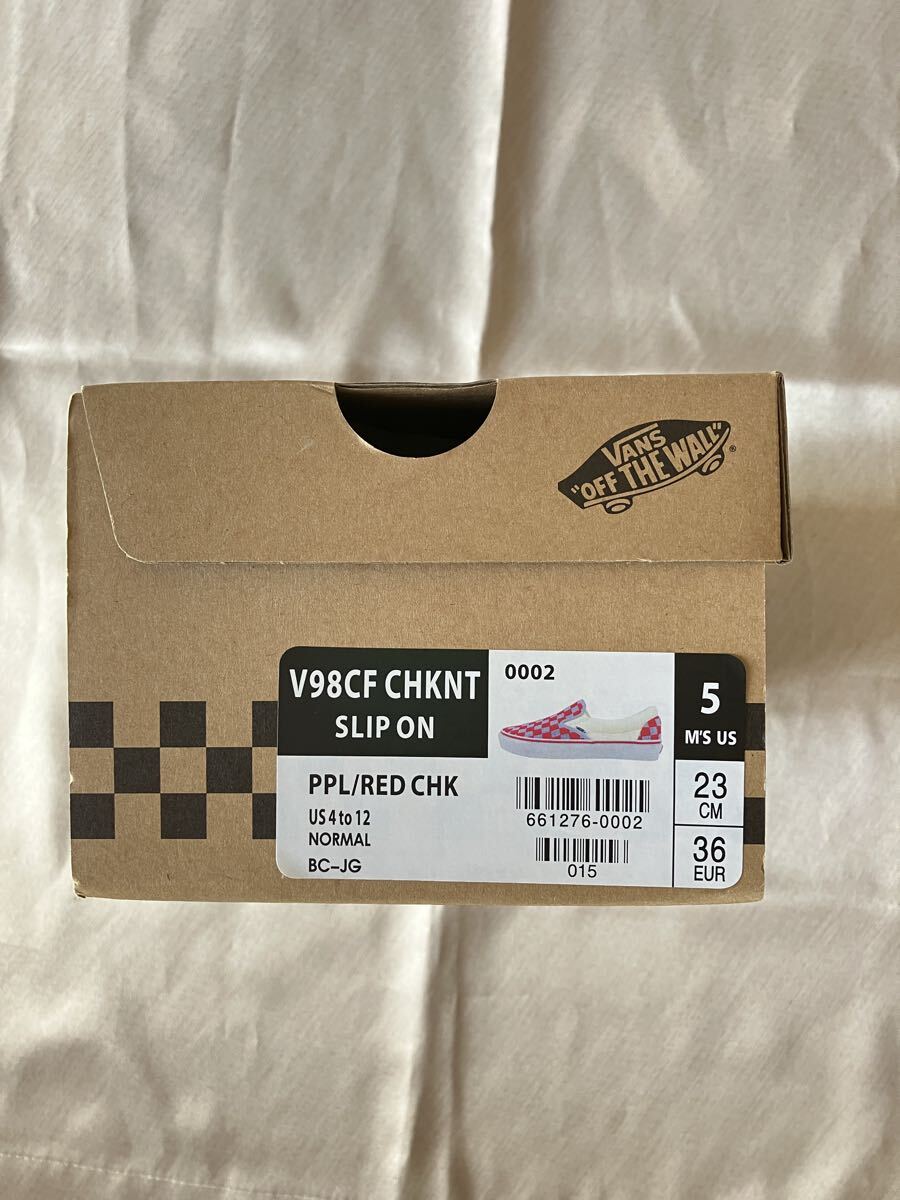 VANS
"OFF THE WALL"
®
V98CF CHKNT
SLIP ON
PPL/RED CHK
US 4 to 12
NORMAL
BC-JG
0002
661276-0002
015
5
M'S US
23
CM
36
EUR